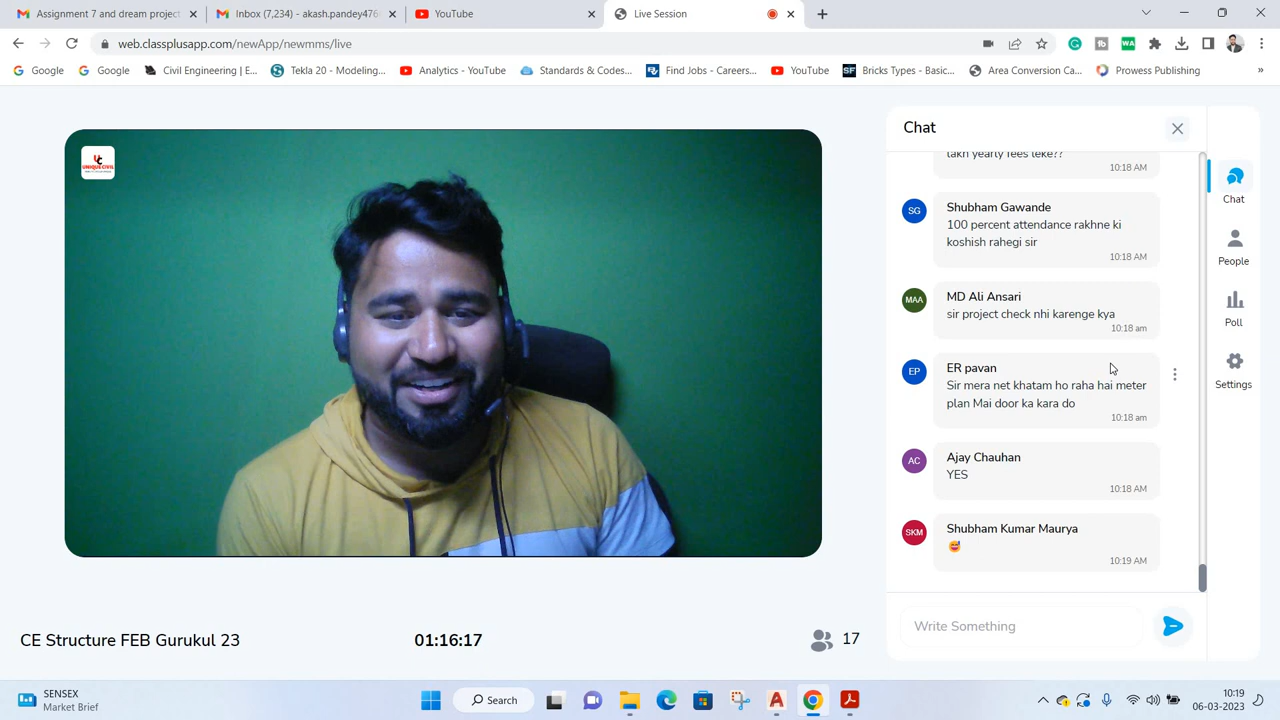 Assignment 7 and dream project
Inbox (7,234) - akash.pandey476
YouTube
Live Session
web.classplusapp.com/newApp/newmms/live
Google
Google
Civil Engineering | E...
Tekla 20 - Modeling...
Analytics - YouTube
Standards & Codes...
Find Jobs - Careers...
YouTube
Bricks Types - Basic...
Area Conversion Ca...
Prowess Publishing
UC
UNIQUE CIVIL
Chat
takh yearly fees leke??
10:18 AM
SG
Shubham Gawande
100 percent attendance rakhne ki
koshish rahegi sir
10:18 AM
MAA
MD Ali Ansari
sir project check nhi karenge kya
10:18 am
EP
ER pavan
Sir mera net khatam ho raha hai meter
plan Mai door ka kara do
10:18 am
AC
Ajay Chauhan
YES
10:18 AM
SKM
Shubham Kumar Maurya
10:19 AM
Write Something
Chat
People
Poll
Settings
CE Structure FEB Gurukul 23
01:16:17
17
SENSEX
Market Brief
Search
10:19
06-03-2023